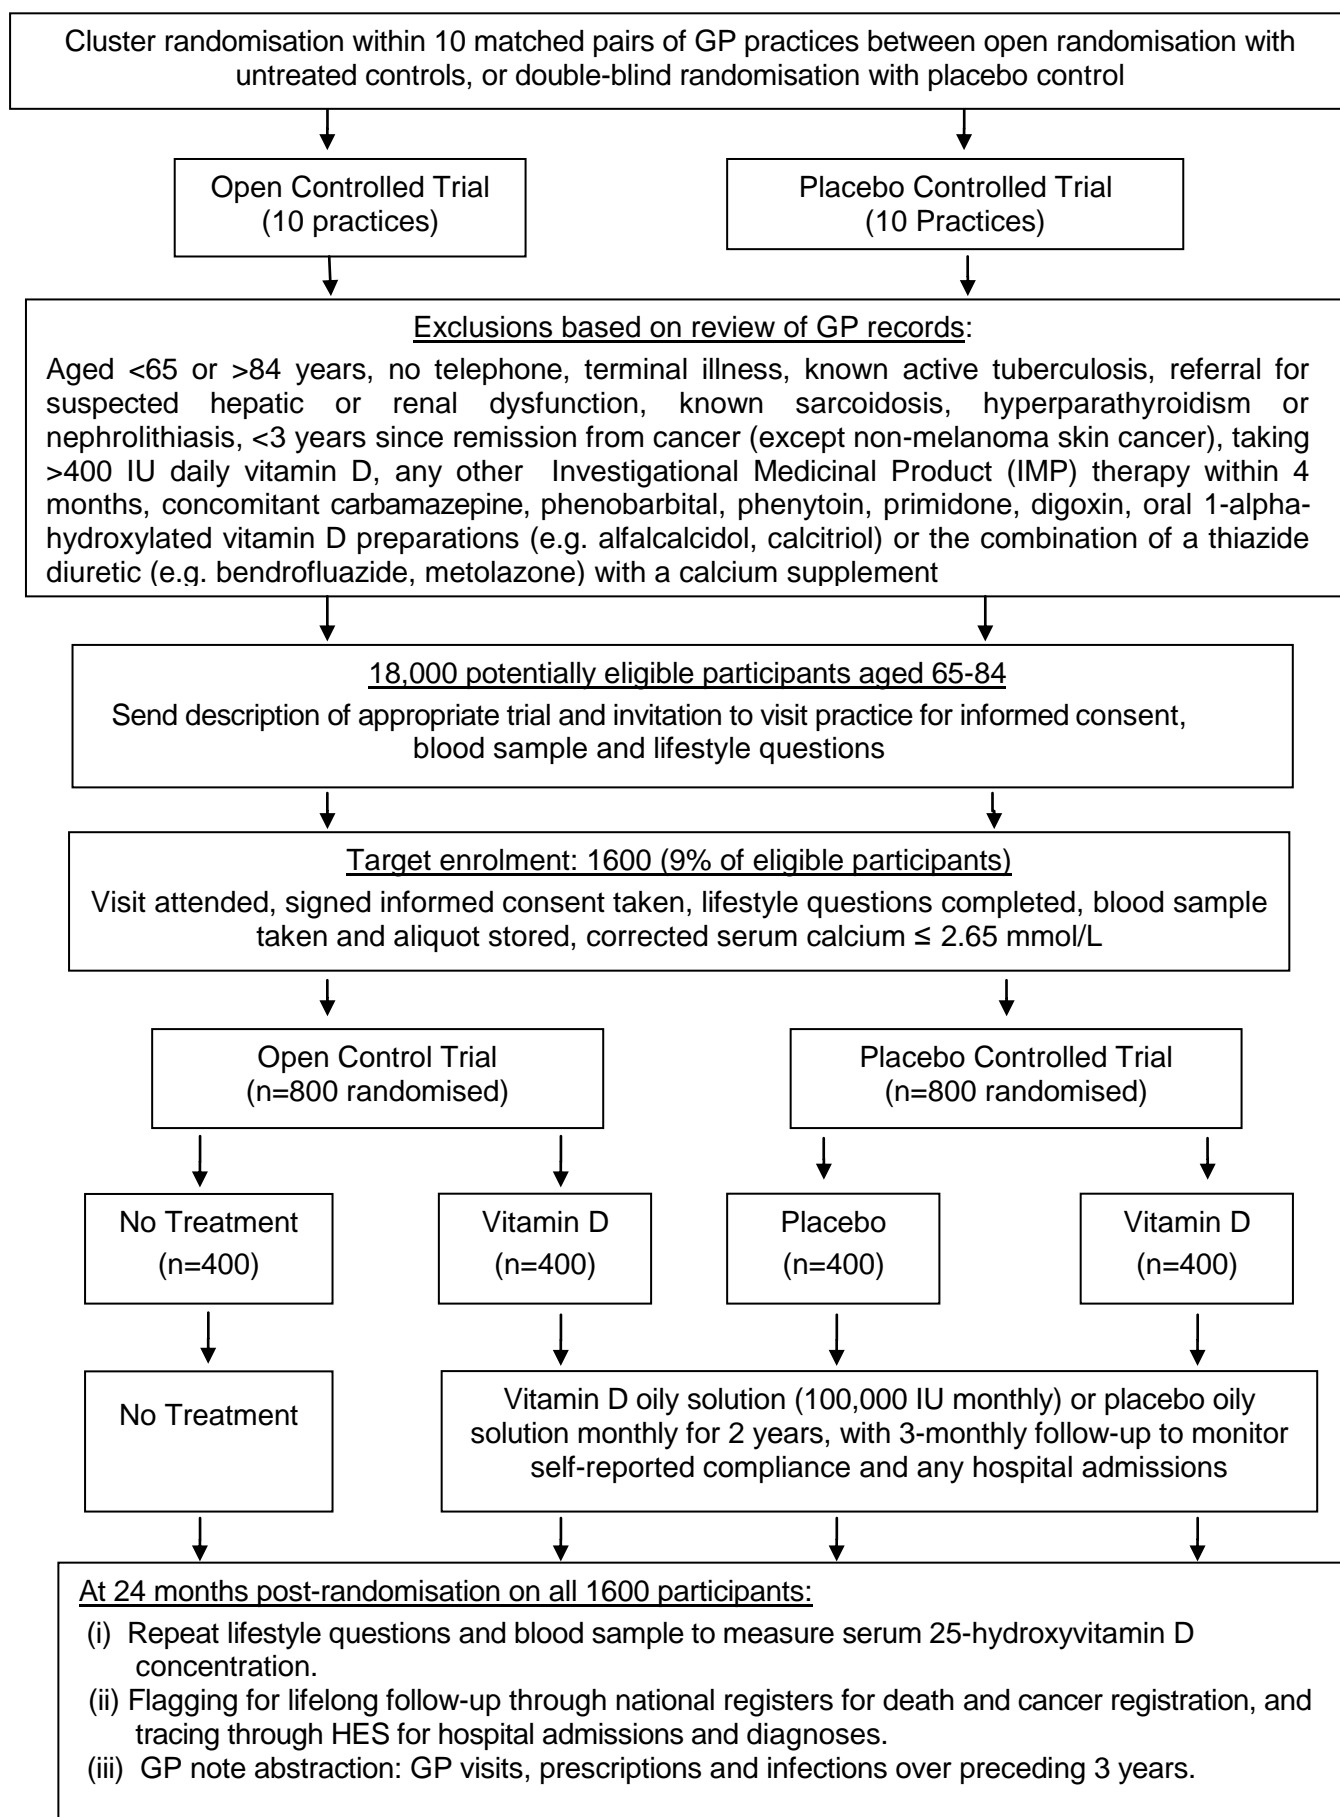 Cluster randomisation within 10 matched pairs of GP practices between open randomisation with
untreated controls, or double-blind randomisation with placebo control
Open Controlled Trial
(10 practices)
Placebo Controlled Trial
(10 Practices)
Exclusions based on review of GP records:
Aged <65 or >84 years, no telephone, terminal illness, known active tuberculosis, referral for
suspected hepatic or renal dysfunction, known sarcoidosis, hyperparathyroidism or
nephrolithiasis, <3 years since remission from cancer (except non-melanoma skin cancer), taking
>400 IU daily vitamin D, any other Investigational Medicinal Product (IMP) therapy within 4
months, concomitant carbamazepine, phenobarbital, phenytoin, primidone, digoxin, oral 1-alpha-
hydroxylated vitamin D preparations (e.g. alfalcalcidol, calcitriol) or the combination of a thiazide
diuretic (e.g. bendrofluazide, metolazone) with a calcium supplement
18,000 potentially eligible participants aged 65-84
Send description of appropriate trial and invitation to visit practice for informed consent,
blood sample and lifestyle questions
Target enrolment: 1600 (9% of eligible participants)
Visit attended, signed informed consent taken, lifestyle questions completed, blood sample
taken and aliquot stored, corrected serum calcium ≤ 2.65 mmol/L
Open Control Trial
(n=800 randomised)
Placebo Controlled Trial
(n=800 randomised)
No Treatment
(n=400)
Vitamin D
(n=400)
Placebo
(n=400)
Vitamin D
(n=400)
No Treatment
Vitamin D oily solution (100,000 IU monthly) or placebo oily
solution monthly for 2 years, with 3-monthly follow-up to monitor
self-reported compliance and any hospital admissions
At 24 months post-randomisation on all 1600 participants:
(i) Repeat lifestyle questions and blood sample to measure serum 25-hydroxyvitamin D
concentration.
(ii) Flagging for lifelong follow-up through national registers for death and cancer registration, and
tracing through HES for hospital admissions and diagnoses.
(iii) GP note abstraction: GP visits, prescriptions and infections over preceding 3 years.